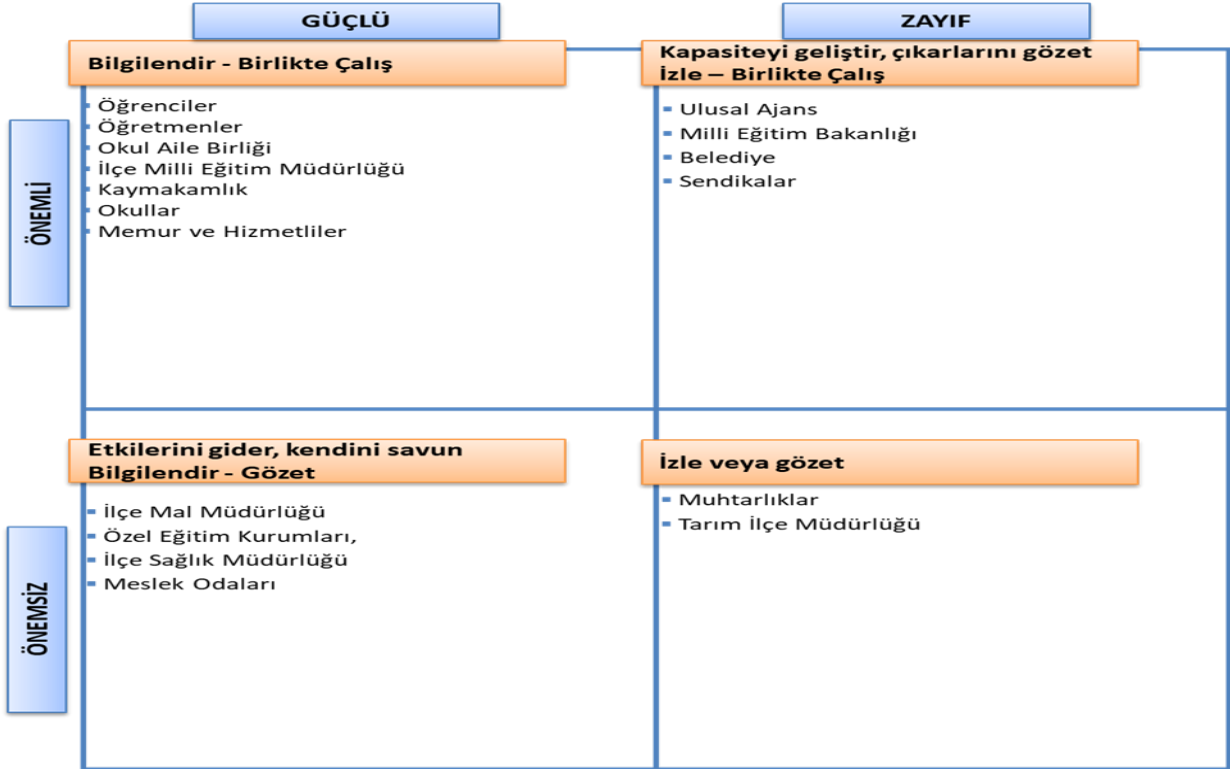 GÜÇLÜ
ZAYIF
Bilgilendir - Birlikte Çalış
Kapasiteyi geliştir, çıkarlarını gözet
İzle – Birlikte Çalış
ÖNEMLİ
Öğrenciler
Öğretmenler
Okul Aile Birliği
İlçe Milli Eğitim Müdürlüğü
Kaymakamlık
Okullar
Memur ve Hizmetliler
Ulusal Ajans
Milli Eğitim Bakanlığı
Belediye
Sendikalar
Etkilerini gider, kendini savun
Bilgilendir - Gözet
İzle veya gözet
ÖNEMSİZ
İlçe Mal Müdürlüğü
Özel Eğitim Kurumları,
İlçe Sağlık Müdürlüğü
Meslek Odaları
Muhtarlıklar
Tarım İlçe Müdürlüğü